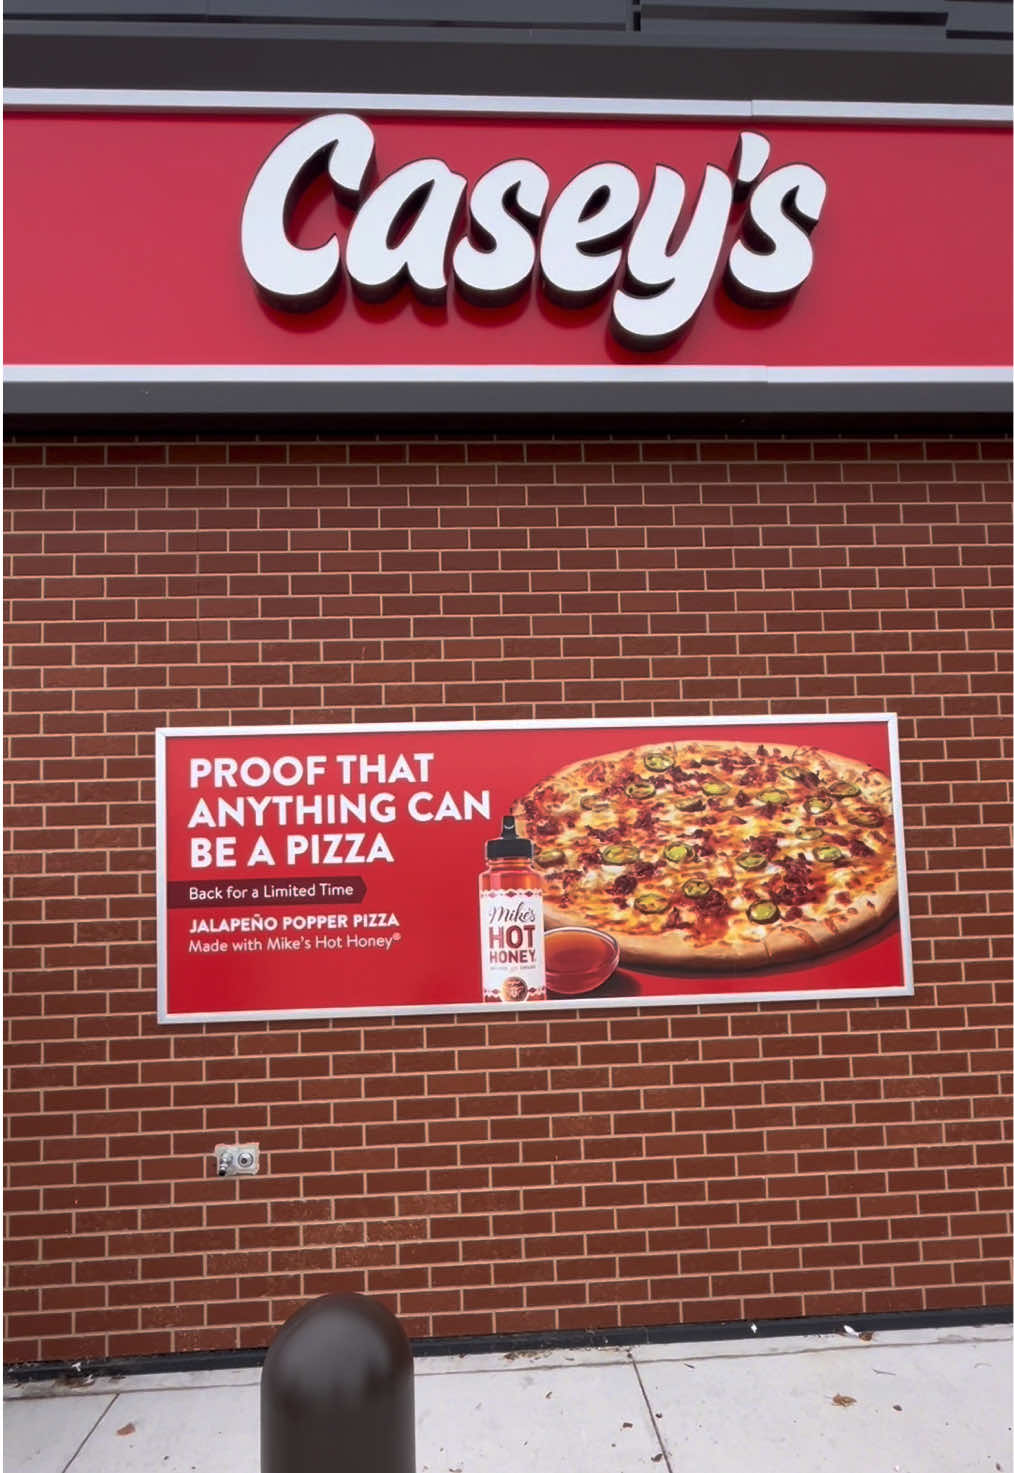 Casey's
PROOF THAT
ANYTHING CAN
BE A PIZZA
Back for a Limited Time
JALAPEÑO POPPER PIZZA
Made with Mike's Hot Honey®
Mike's
HOT
HONEY